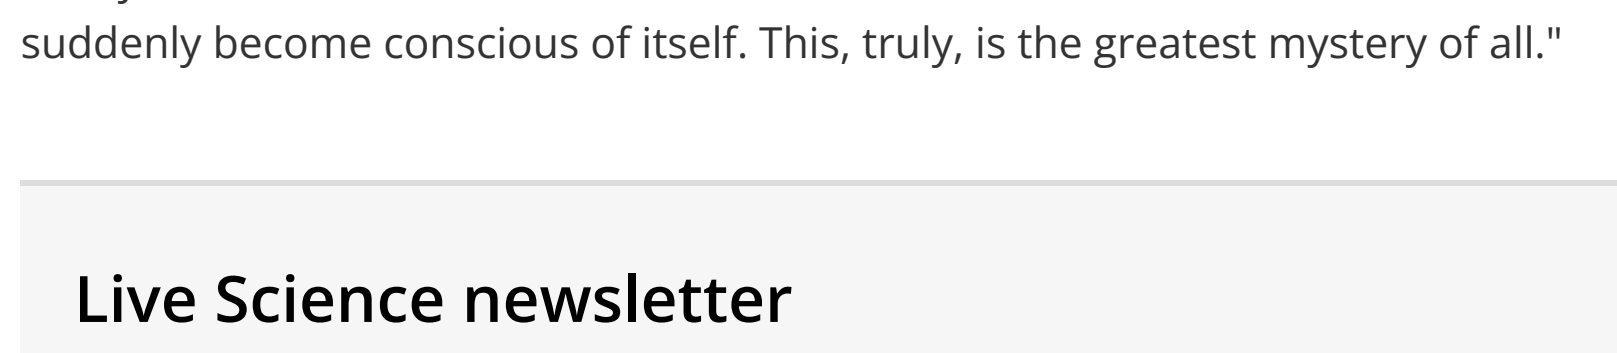 suddenly become conscious of itself. This, truly, is the greatest mystery of all."
Live Science newsletter